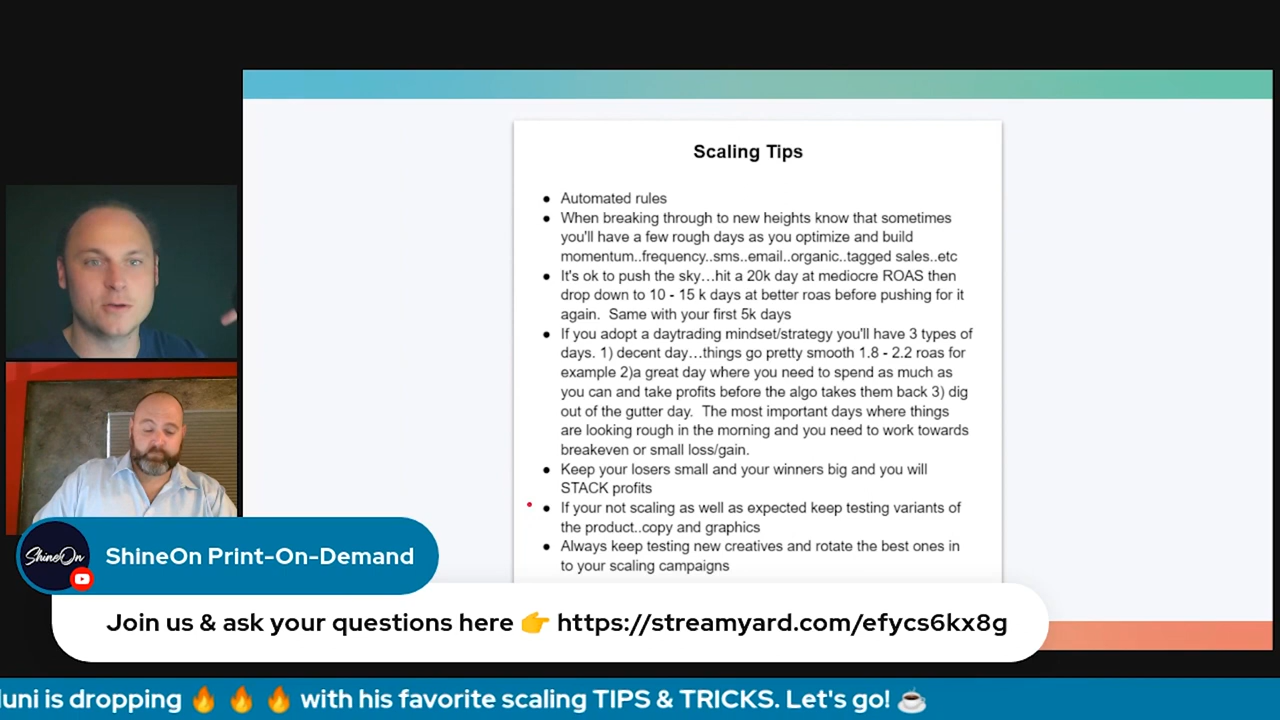 Scaling Tips
● Automated rules
● When breaking through to new heights know that sometimes
you'll have a few rough days as you optimize and build
momentum..frequency..sms..email..organic..tagged sales..etc
● It's ok to push the sky...hit a 20k day at mediocre ROAS then
drop down to 10 - 15 k days at better roas before pushing for it
again. Same with your first 5k days
● If you adopt a daytrading mindset/strategy you'll have 3 types of
days. 1) decent day...things go pretty smooth 1.8 - 2.2 roas for
example 2)a great day where you need to spend as much as
you can and take profits before the algo takes them back 3) dig
out of the gutter day. The most important days where things
are looking rough in the morning and you need to work towards
breakeven or small loss/gain.
● Keep your losers small and your winners big and you will
STACK profits
● If your not scaling as well as expected keep testing variants of
the product..copy and graphics
● Always keep testing new creatives and rotate the best ones in
to your scaling campaigns
ShineOn
ShineOn Print-On-Demand
Join us & ask your questions here 👉 https://streamyard.com/efycs6kx8g
is dropping 🔥 🔥 🔥 with his favorite scaling TIPS & TRICKS. Let's go! ☕